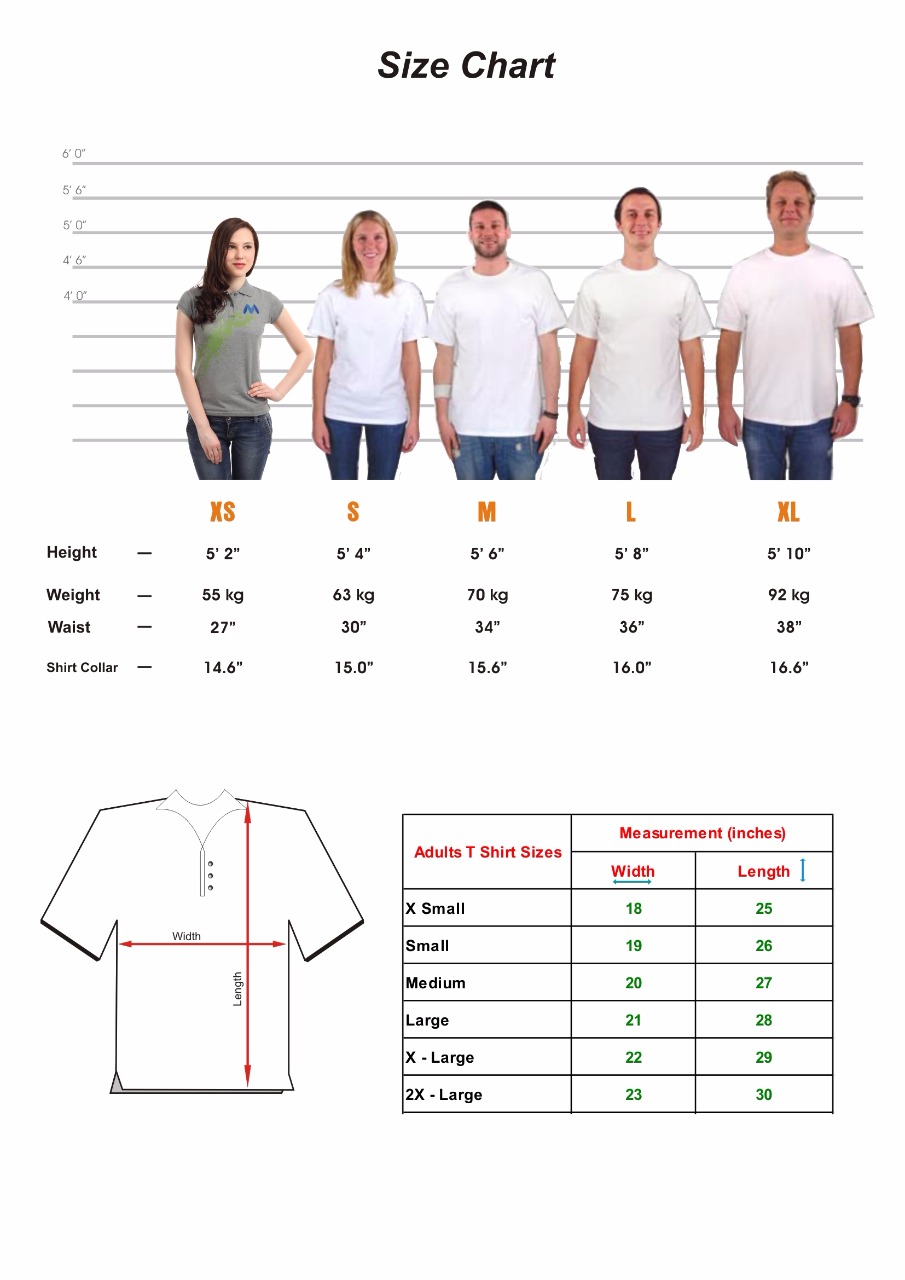 Size Chart
6’ 0”
5’ 6”
5’ 0”
4’ 6”
4’ 0”
XS S M L XL
Height — 5’ 2” 5’ 4” 5’ 6” 5’ 8” 5’ 10”
Weight — 55 kg 63 kg 70 kg 75 kg 92 kg
Waist — 27” 30” 34” 36” 38”
Shirt Collar — 14.6” 15.0” 15.6” 16.0” 16.6”
Width
Length
Adults T Shirt Sizes
Measurement (inches)
Width Length
X Small 18 25
Small 19 26
Medium 20 27
Large 21 28
X - Large 22 29
2X - Large 23 30